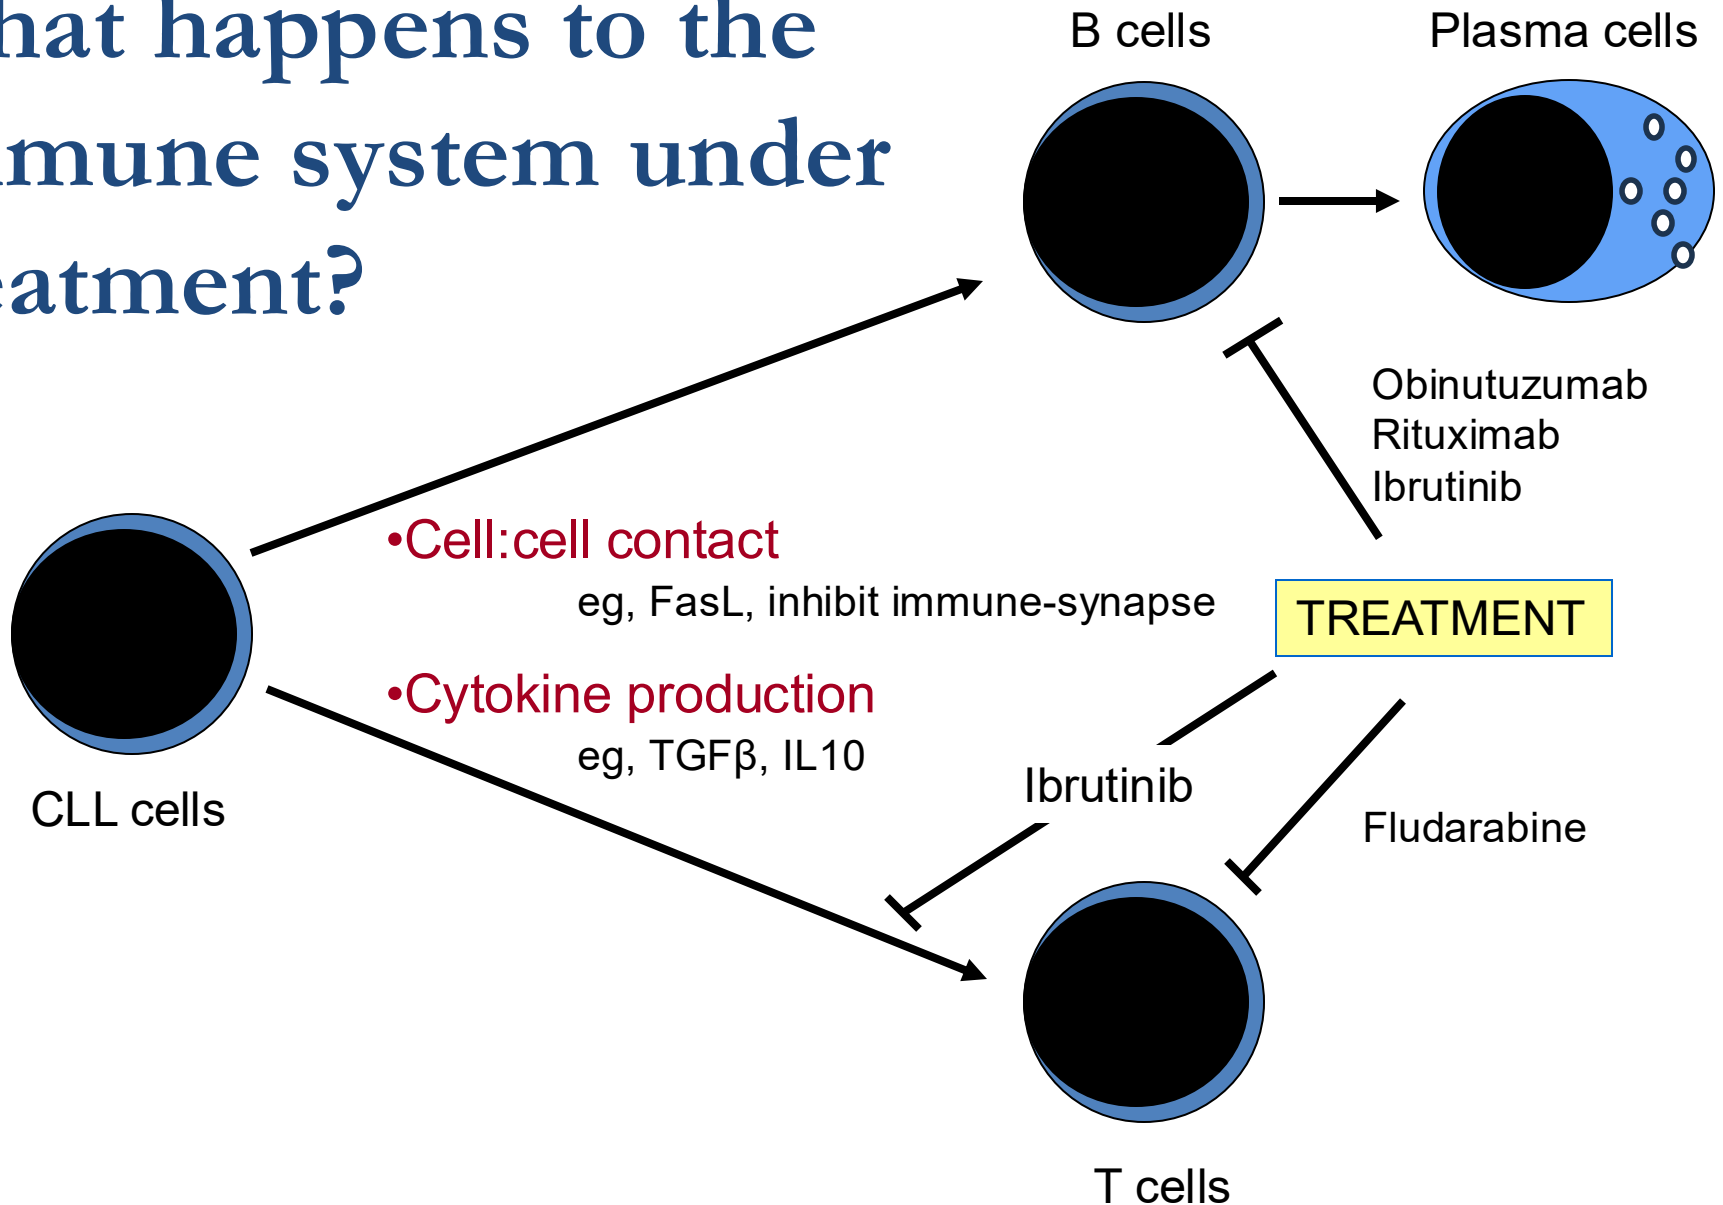 hat happens to the
mune system under
eatment?
B cells
Plasma cells
Obinutuzumab
Rituximab
Ibrutinib
•Cell:cell contact
eg, FasL, inhibit immune-synapse
TREATMENT
•Cytokine production
eg, TGFβ, IL10
Ibrutinib
CLL cells
Fludarabine
T cells